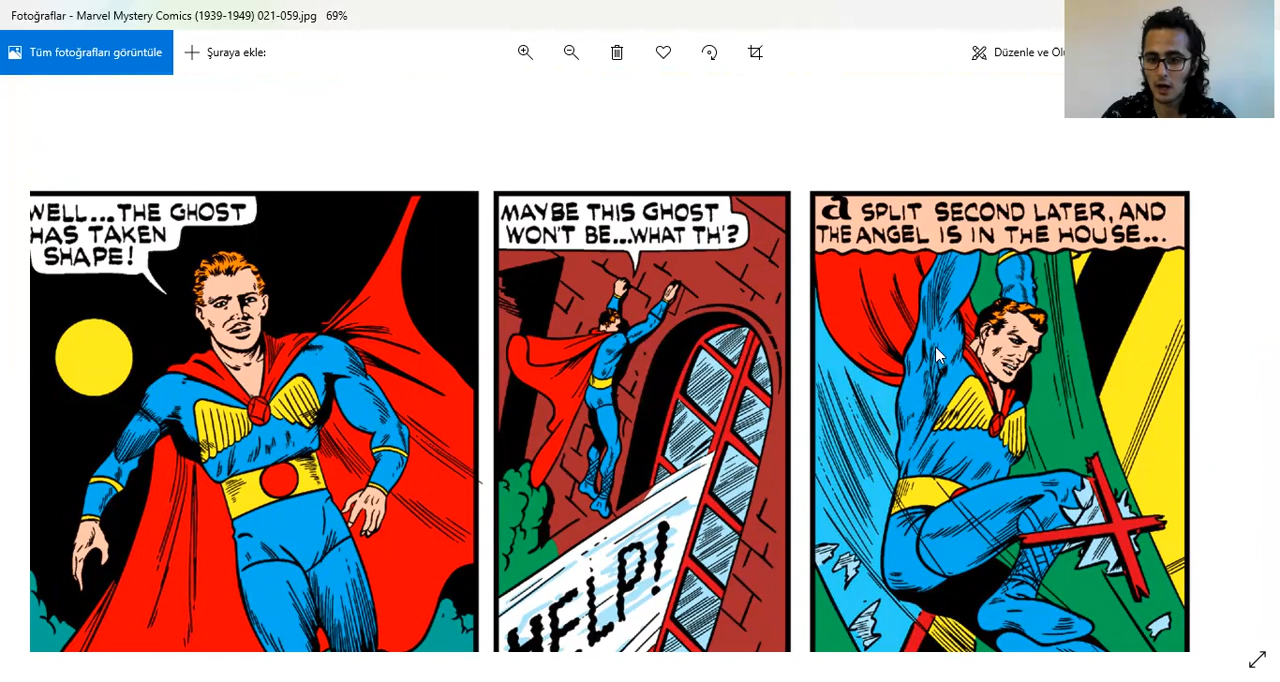 Fotoğraflar - Marvel Mystery Comics (1939-1949) 021-059.jpg 69%
Tüm fotoğrafları görüntüle
Şuraya ekle:
Düzenle ve
WELL...THE GHOST
HAS TAKEN
SHAPE!
MAYBE THIS GHOST
WON'T BE...WHAT TH'?
HELP!
A SPLIT SECOND LATER, AND
THE ANGEL IS IN THE HOUSE...